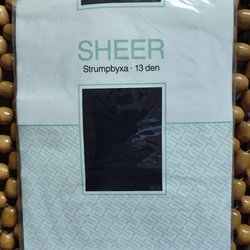 SHEER
Strumpbyxa · 13 den